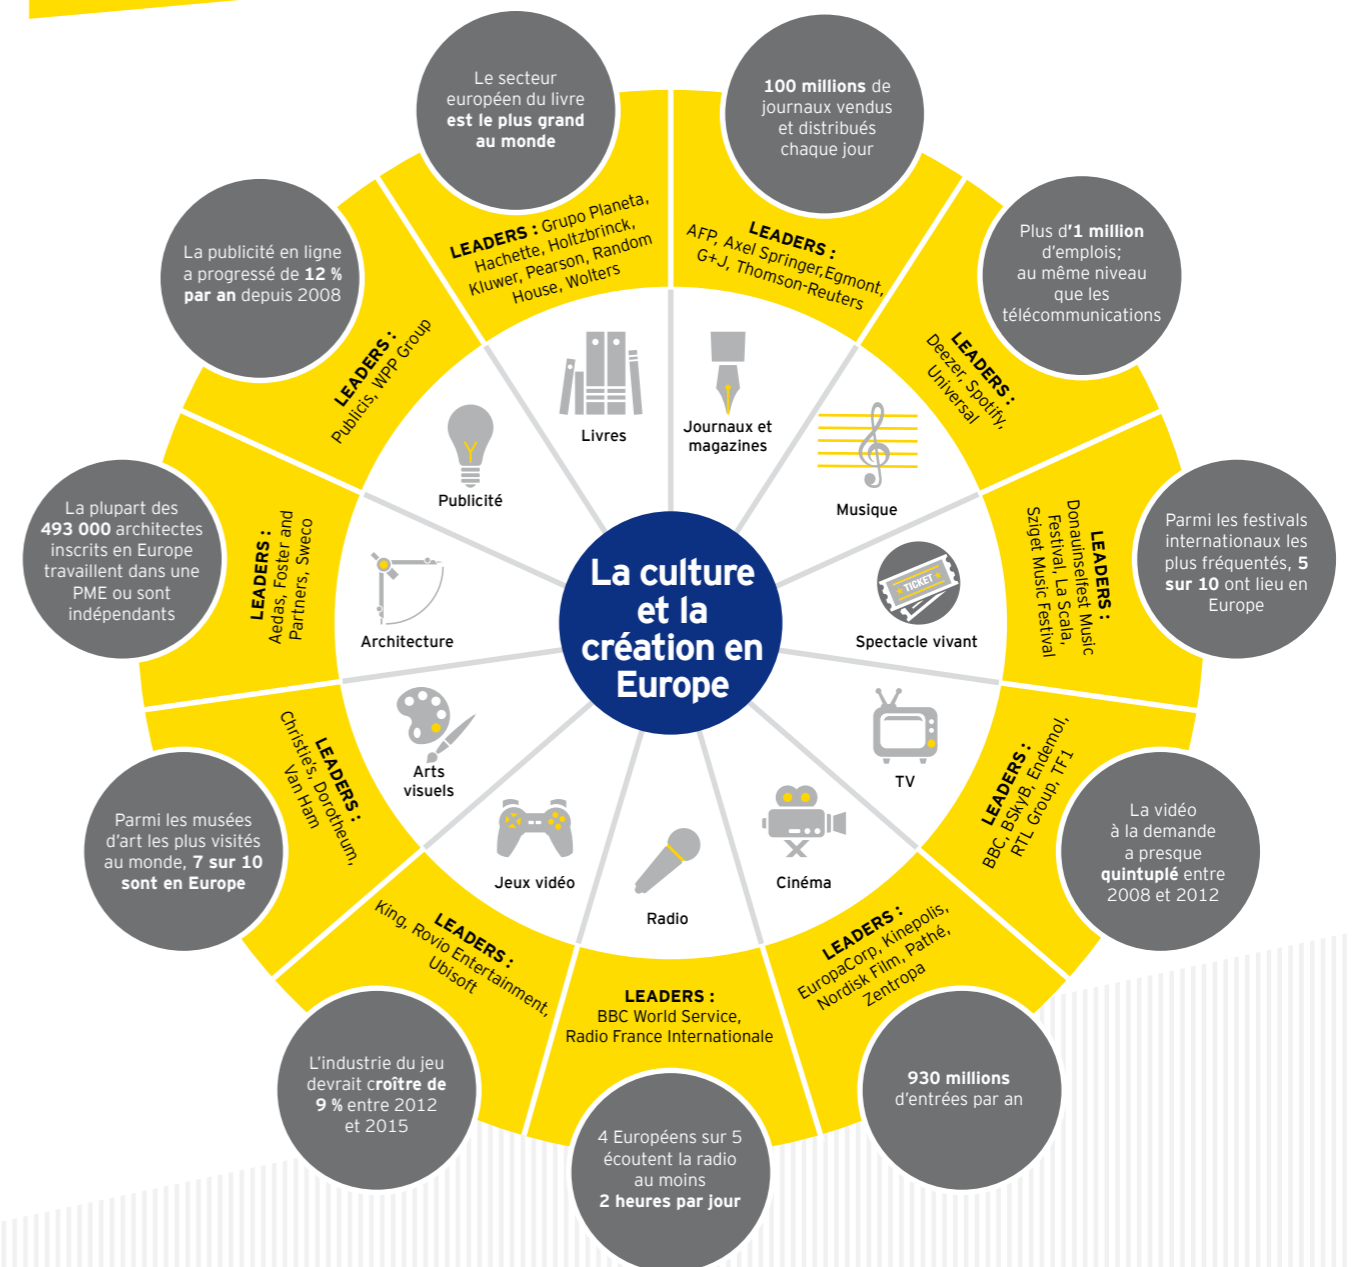 La culture
et la
création en
Europe
Le secteur
européen du livre
est le plus grand
au monde
LEADERS : Grupo Planeta,
Hachette, Holtzbrinck,
Kluwer, Pearson, Random
House, Wolters
Livres
100 millions de
journaux vendus
et distribués
chaque jour
LEADERS :
AFP, Axel Springer,Egmont,
G+J, Thomson-Reuters
Journaux et
magazines
Plus d'1 million
d'emplois;
au même niveau
que les
télécommunications
LEADERS :
Deezer, Spotify,
Universal
Musique
Parmi les festivals
internationaux les
plus fréquentés, 5
sur 10 ont lieu en
Europe
LEADERS :
Donauinselfest Music
Festival, La Scala,
Sziget Music Festival
TICKET
Spectacle vivant
La vidéo
à la demande
a presque
quintuplé entre
2008 et 2012
LEADERS :
BBC, BSkyB, Endemol,
RTL Group, TF1
TV
930 millions
d'entrées par an
LEADERS :
EuropaCorp, Kinepolis,
Nordisk Film, Pathé,
Zentropa
Cinéma
4 Européens sur 5
écoutent la radio
au moins
2 heures par jour
LEADERS :
BBC World Service,
Radio France Internationale
Radio
L'industrie du jeu
devrait croître de
9 % entre 2012
et 2015
LEADERS :
King, Rovio Entertainment,
Ubisoft
Jeux vidéo
Parmi les musées
d'art les plus visités
au monde, 7 sur 10
sont en Europe
LEADERS :
Christie's, Dorotheum,
Van Ham
Arts
visuels
La plupart des
493 000 architectes
inscrits en Europe
travaillent dans une
PME ou sont
indépendants
LEADERS :
Aedas, Foster and
Partners, Sweco
Architecture
La publicité en ligne
a progressé de 12 %
par an depuis 2008
LEADERS :
Publicis, WPP Group
Publicité